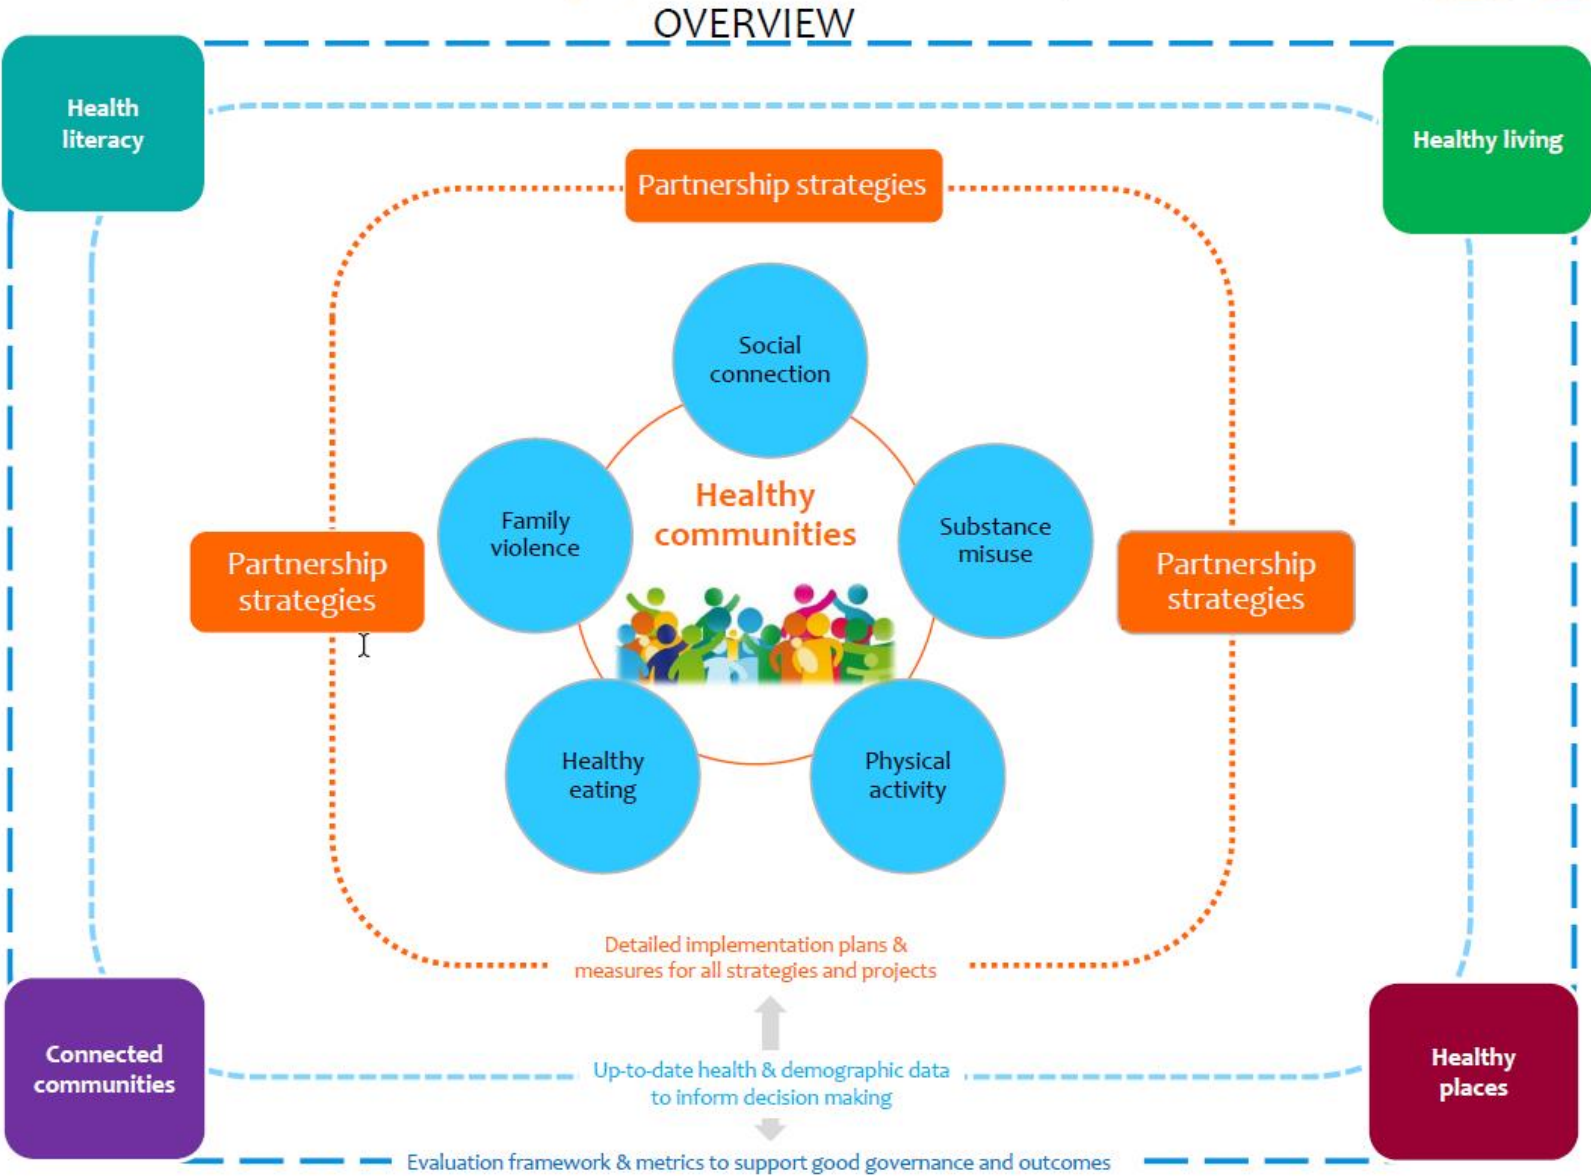 OVERVIEW
Health
literacy
Healthy living
Partnership strategies
Social
connection
Healthy
communities
Family
violence
Substance
misuse
Partnership
strategies
Partnership
strategies
Healthy
eating
Physical
activity
Detailed implementation plans &
measures for all strategies and projects
Connected
communities
Up-to-date health & demographic data
to inform decision making
Healthy
places
Evaluation framework & metrics to support good governance and outcomes